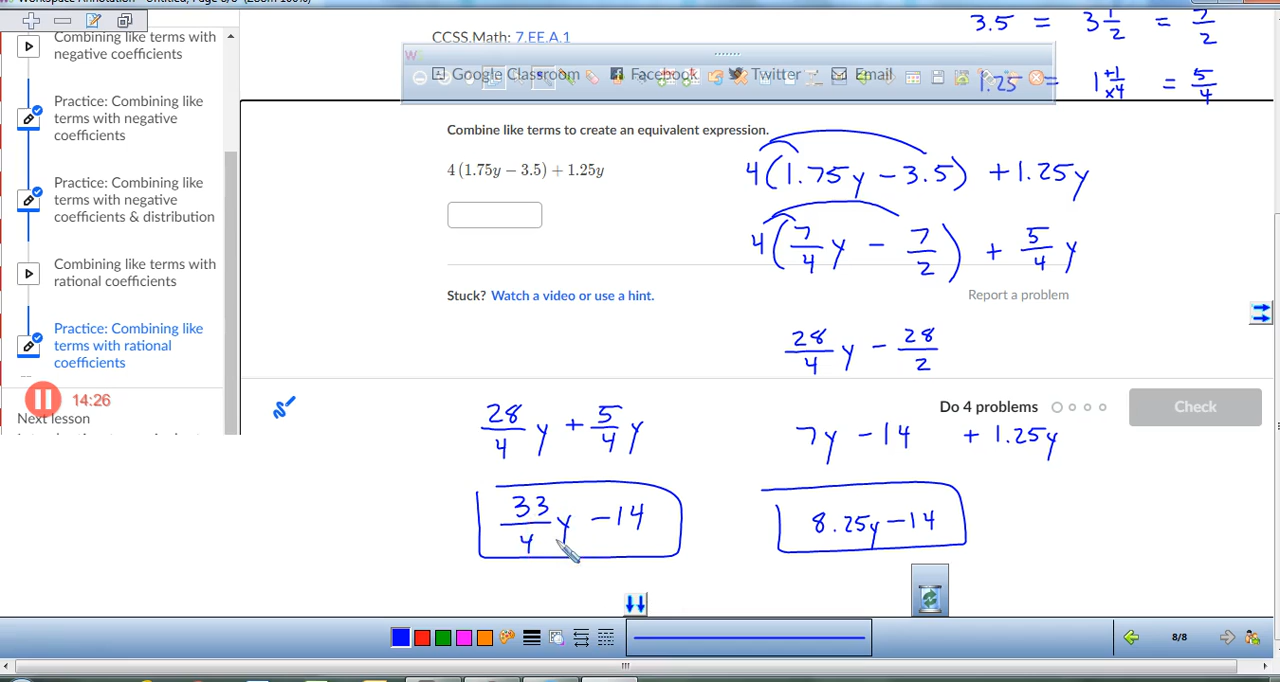 Combining like terms with
negative coefficients
Practice: Combining like
terms with negative
coefficients
Practice: Combining like
terms with negative
coefficients & distribution
Combining like terms with
rational coefficients
Practice: Combining like
terms with rational
coefficients
14:26
Next lesson
CCSS.Math: 7.EE.A.1
Google Classroom Facebook Twitter Email
3.5 = 3 1/2 = 7/2
1.25 = 1 +1/×4 = 5/4
Combine like terms to create an equivalent expression.
4 (1.75y − 3.5) + 1.25y
4(1.75y − 3.5) + 1.25y
4(7/4 y − 7/2) + 5/4 y
Stuck? Watch a video or use a hint.
Report a problem
28/4 y − 28/2
Do 4 problems
Check
28/4 y + 5/4 y
7y − 14 + 1.25y
33/4 y − 14
8.25y − 14
8/8